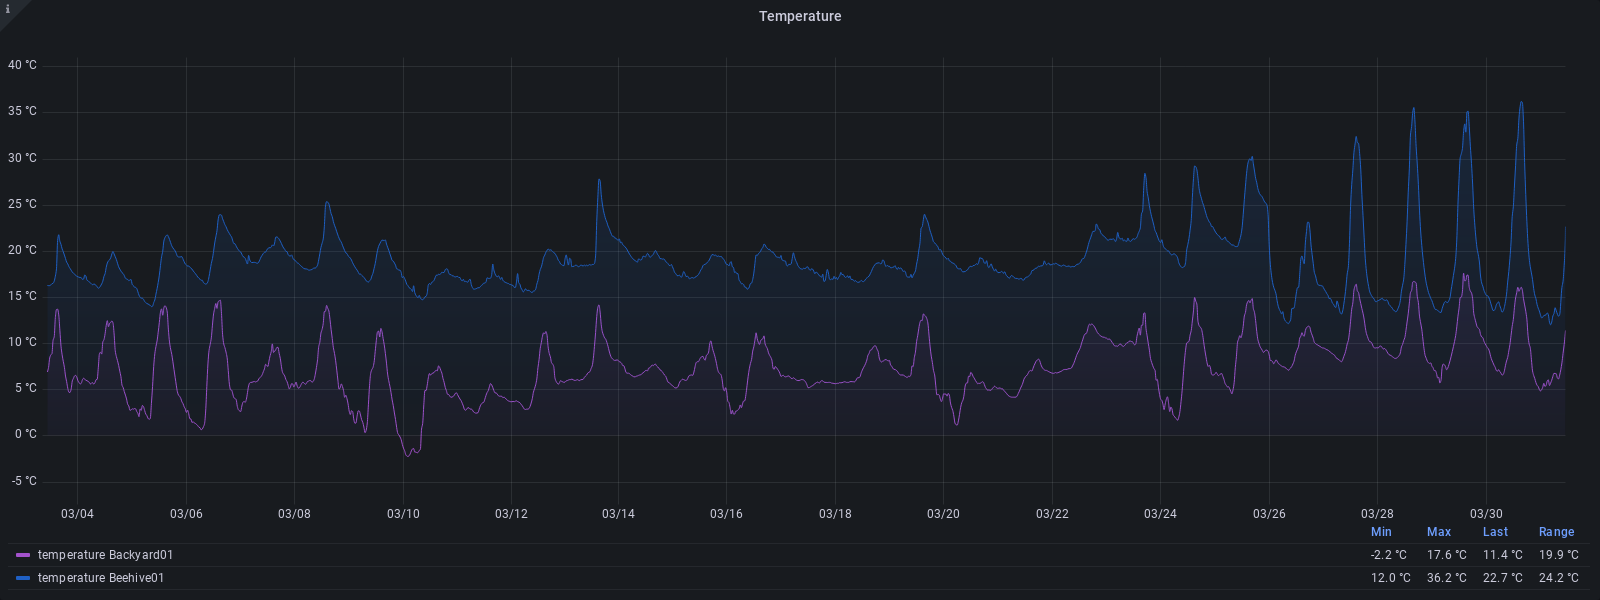 i
Temperature
40 °C
35 °C
30 °C
25 °C
20 °C
15 °C
10 °C
5 °C
0 °C
-5 °C
03/04 03/06 03/08 03/10 03/12 03/14 03/16 03/18 03/20 03/22 03/24 03/26 03/28 03/30
Min Max Last Range
temperature Backyard01 -2.2 °C 17.6 °C 11.4 °C 19.9 °C
temperature Beehive01 12.0 °C 36.2 °C 22.7 °C 24.2 °C